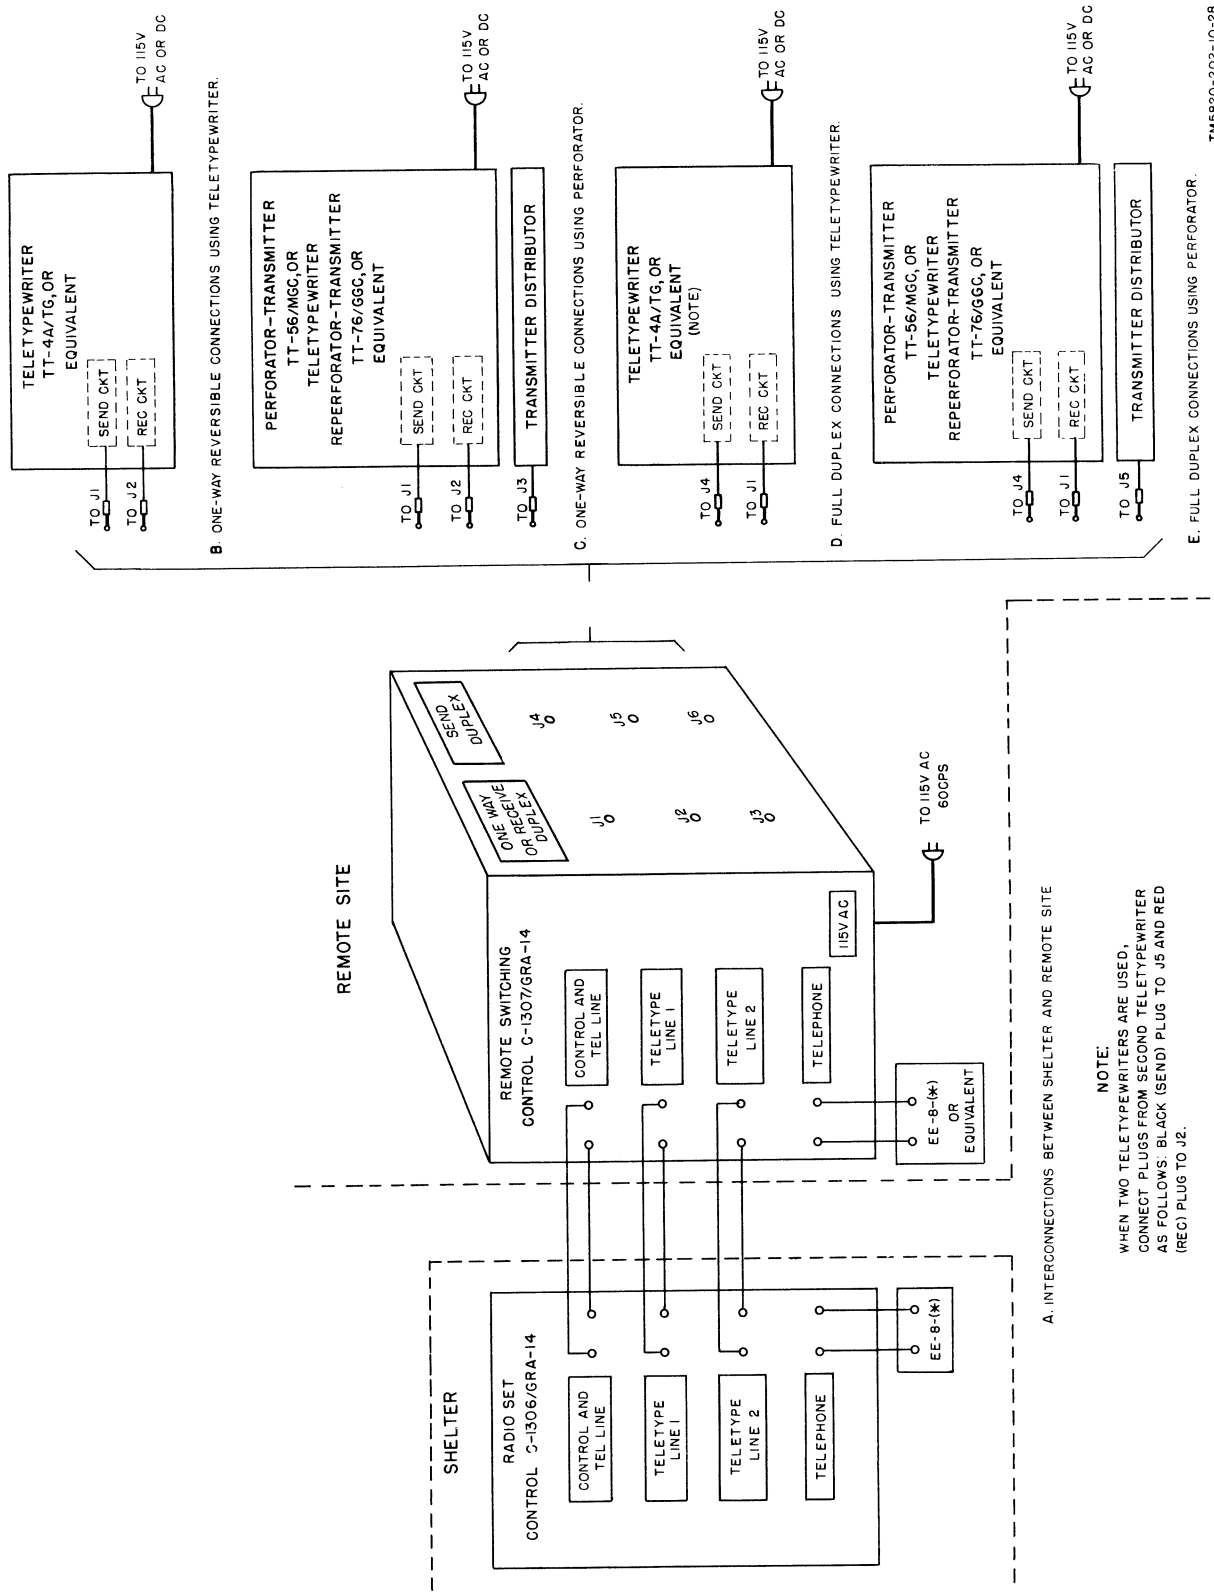 SHELTER
RADIO SET
CONTROL C-1306/GRA-14
CONTROL AND
TEL LINE
TELETYPE
LINE 1
TELETYPE
LINE 2
TELEPHONE
EE-8-(*)
REMOTE SITE
REMOTE SWITCHING
CONTROL C-1307/GRA-14
CONTROL AND
TEL LINE
TELETYPE
LINE 1
TELETYPE
LINE 2
TELEPHONE
115V AC
EE-8-(*)
OR
EQUIVALENT
TO 115V AC
60CPS
ONE WAY
OR RECEIVE
DUPLEX
SEND
DUPLEX
J1
J2
J3
J4
J5
J6
A. INTERCONNECTIONS BETWEEN SHELTER AND REMOTE SITE
NOTE:
WHEN TWO TELETYPEWRITERS ARE USED,
CONNECT PLUGS FROM SECOND TELETYPEWRITER
AS FOLLOWS: BLACK (SEND) PLUG TO J5 AND RED
(REC) PLUG TO J2.
TELETYPEWRITER
TT-4A/TG, OR
EQUIVALENT
SEND CKT
REC CKT
TO J1
TO J2
TO 115V
AC OR DC
B. ONE-WAY REVERSIBLE CONNECTIONS USING TELETYPEWRITER.
PERFORATOR-TRANSMITTER
TT-56/MGC, OR
TELETYPEWRITER
REPERFORATOR-TRANSMITTER
TT-76/GGC, OR
EQUIVALENT
SEND CKT
REC CKT
TRANSMITTER DISTRIBUTOR
TO J1
TO J2
TO J3
TO 115V
AC OR DC
C. ONE-WAY REVERSIBLE CONNECTIONS USING PERFORATOR.
TELETYPEWRITER
TT-4A/TG, OR
EQUIVALENT
(NOTE)
SEND CKT
REC CKT
TO J4
TO J1
TO 115V
AC OR DC
D. FULL DUPLEX CONNECTIONS USING TELETYPEWRITER.
PERFORATOR-TRANSMITTER
TT-56/MGC, OR
TELETYPEWRITER
REPERFORATOR-TRANSMITTER
TT-76/GGC, OR
EQUIVALENT
SEND CKT
REC CKT
TRANSMITTER DISTRIBUTOR
TO J4
TO J1
TO J5
TO 115V
AC OR DC
E. FULL DUPLEX CONNECTIONS USING PERFORATOR.